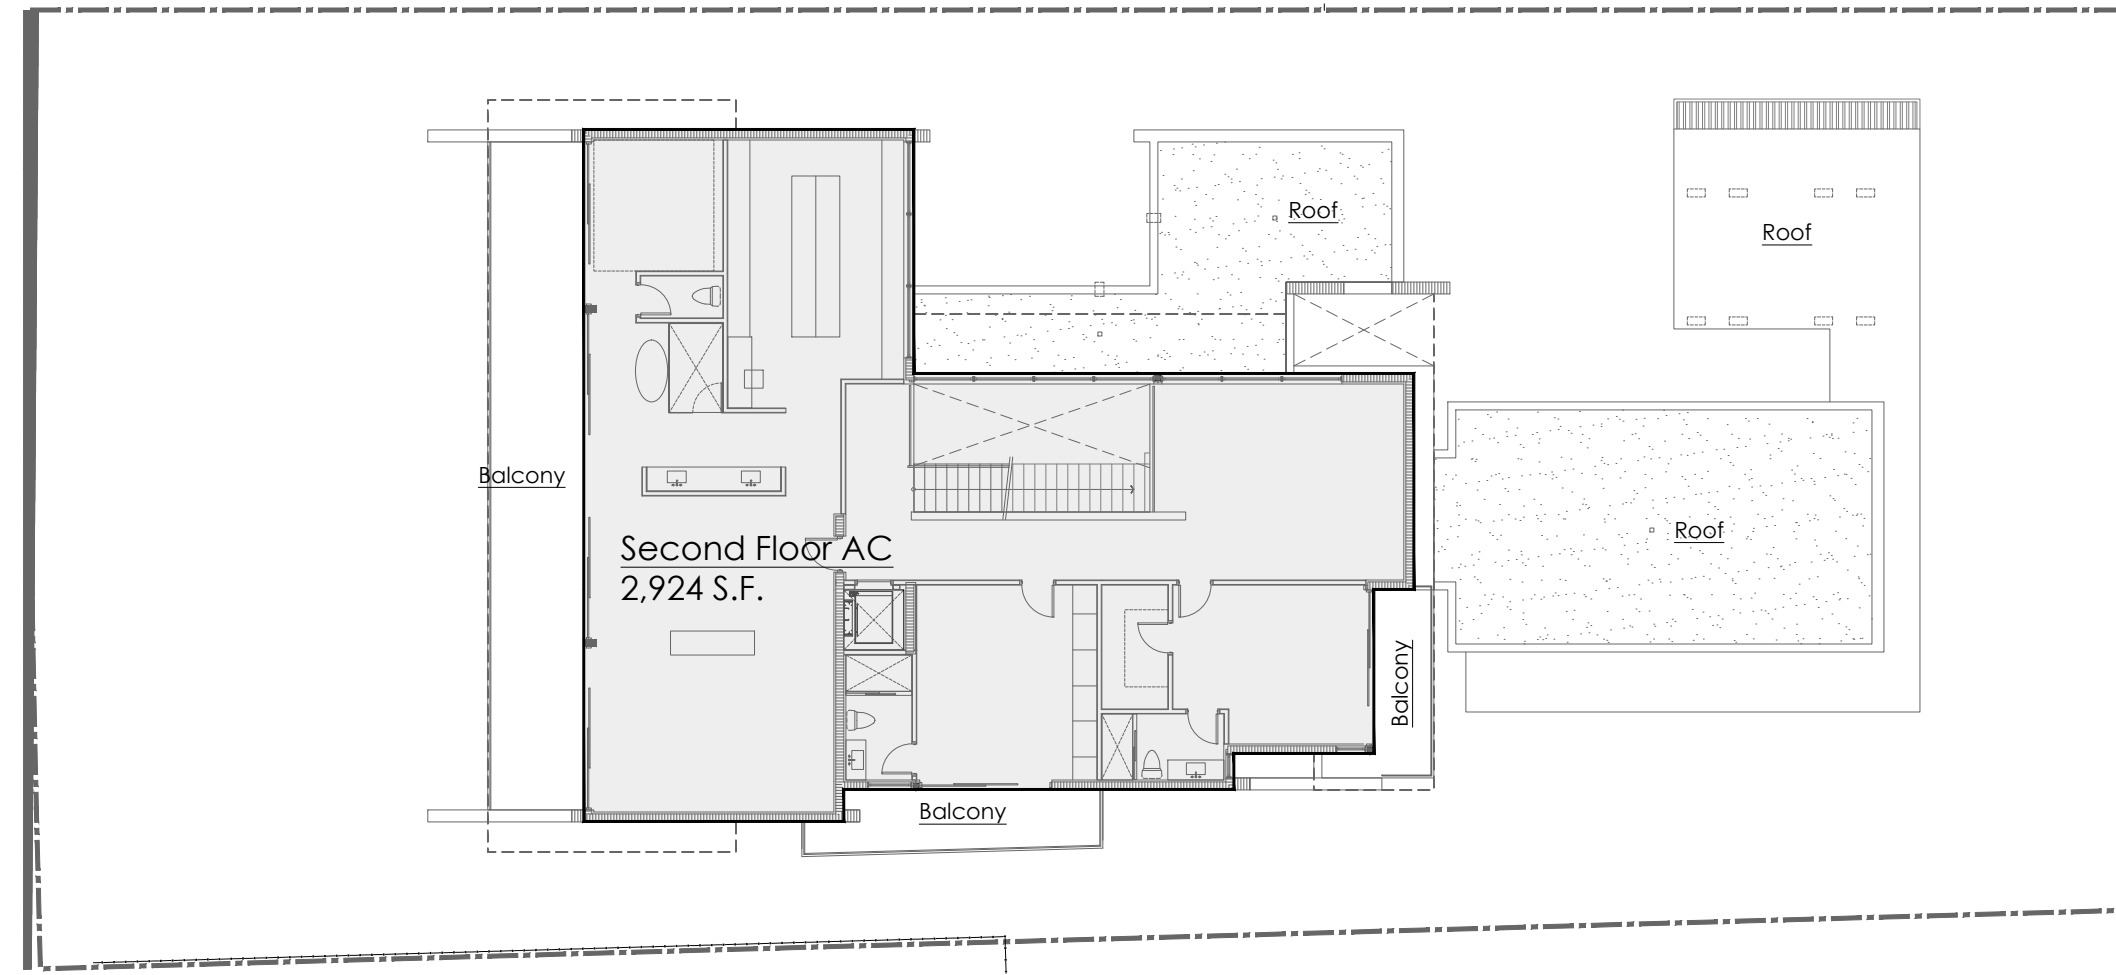 Roof
Roof
Balcony
Second Floor AC
2,924 S.F.
Roof
Balcony
Balcony